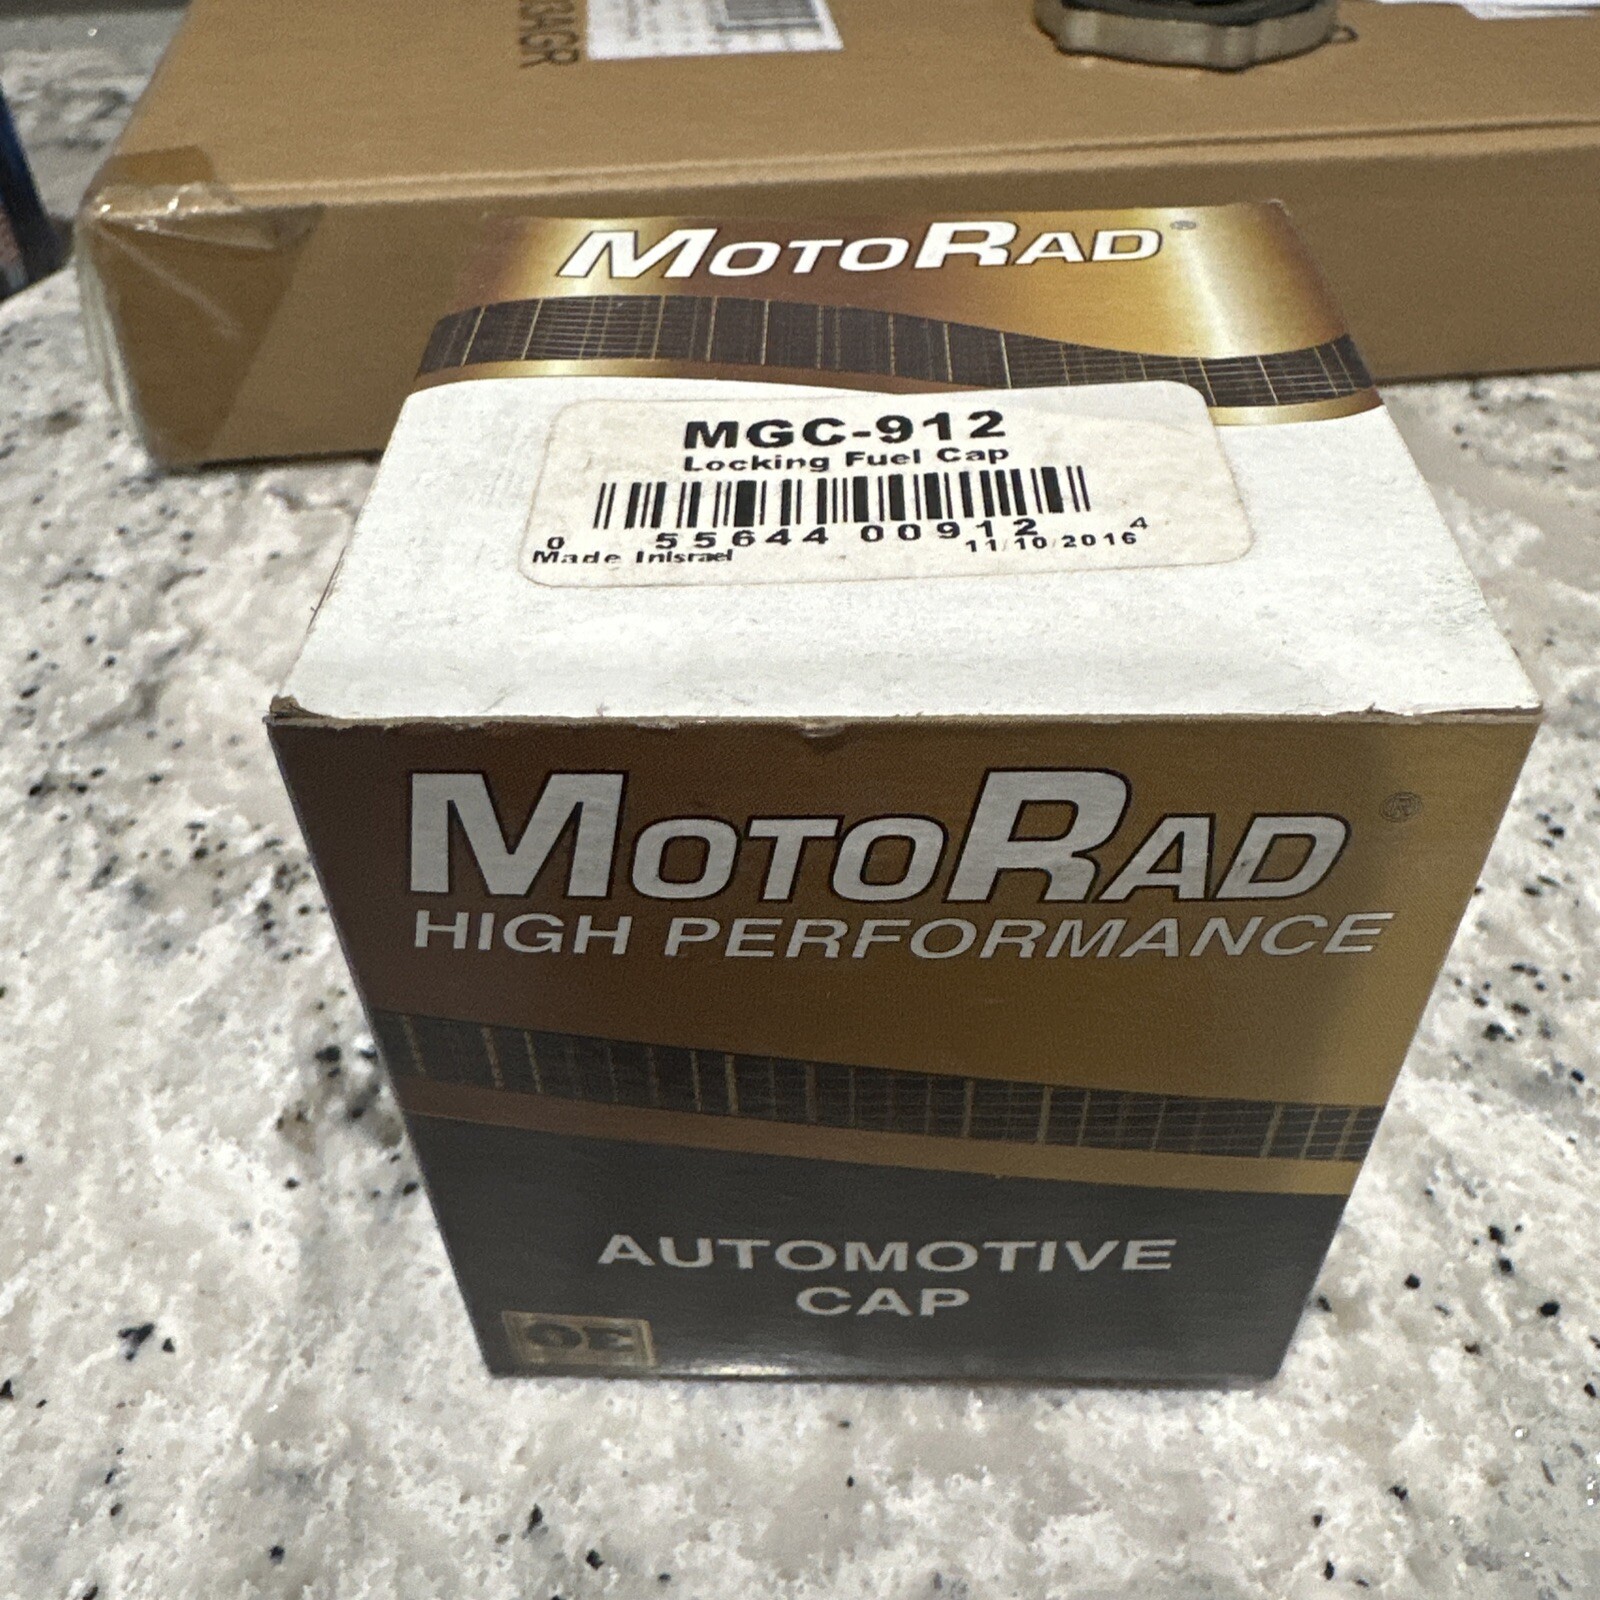 MOTORAD®
MGC-912
Locking Fuel Cap
0 55644 00912 4
Made InIsrael 11/10/2016
MOTORAD®
HIGH PERFORMANCE
AUTOMOTIVE
CAP
OE